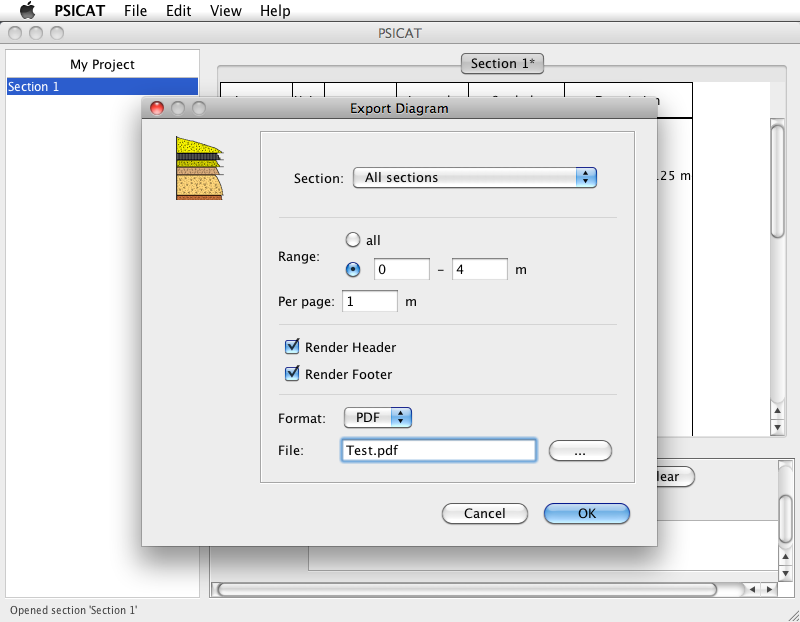 PSICAT File Edit View Help
PSICAT
My Project
Section 1*
Section 1
Export Diagram
.25 m
Section: All sections
all
Range:
0 - 4 m
Per page: 1 m
Render Header
Render Footer
Format: PDF
File: Test.pdf ...
lear
Cancel OK
Opened section 'Section 1'